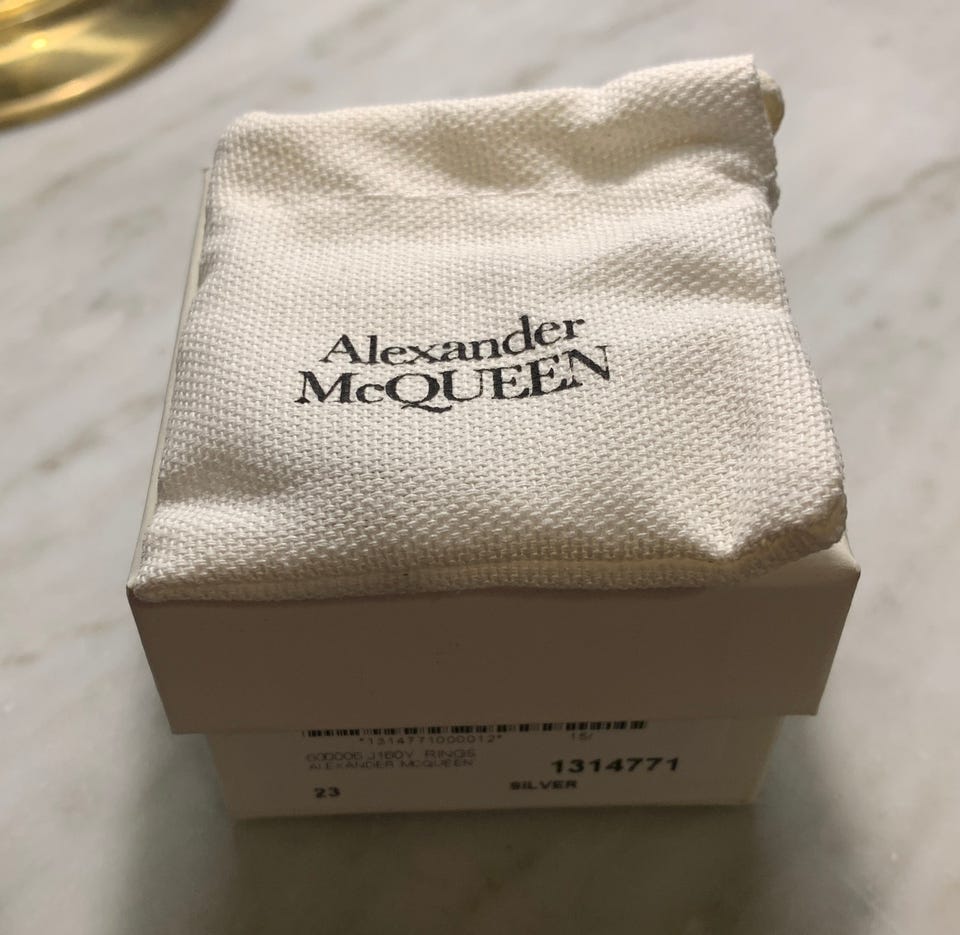 Alexander
McQUEEN
*1314771000012* 15/
600006 J160Y RINGS
ALEXANDER MCQUEEN 1314771
23 SILVER